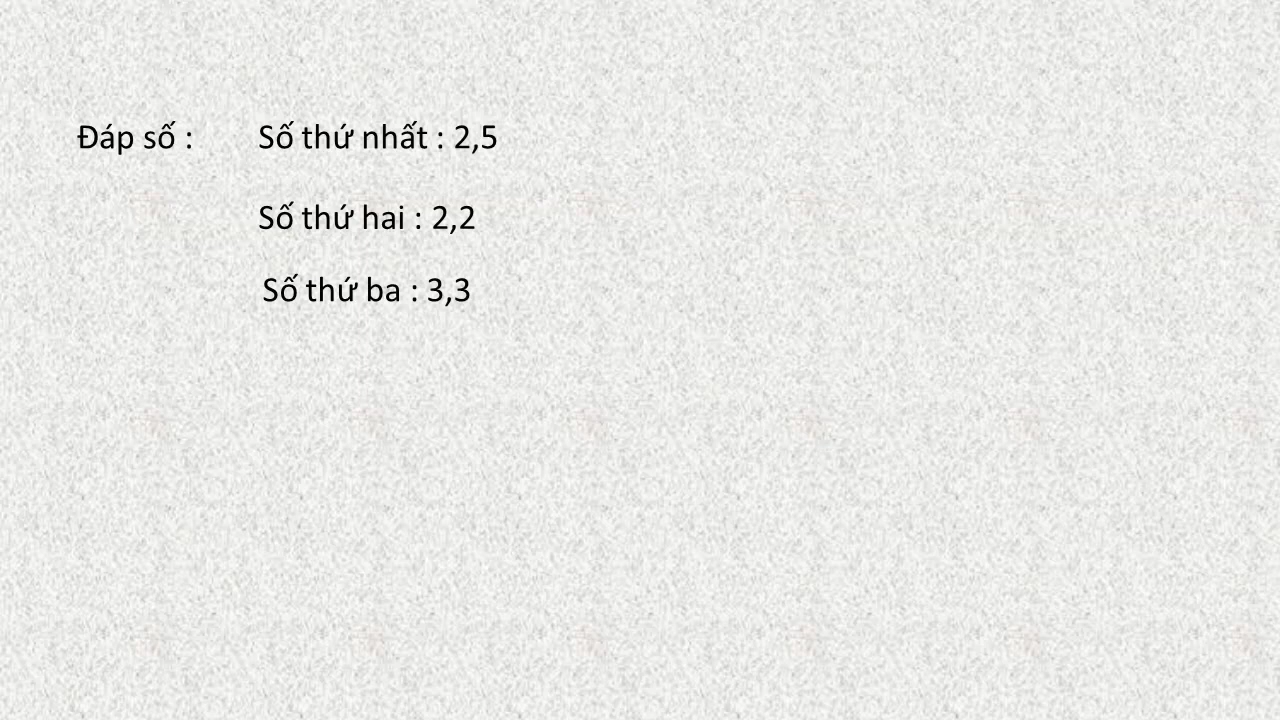 Đáp số : Số thứ nhất : 2,5
Số thứ hai : 2,2
Số thứ ba : 3,3